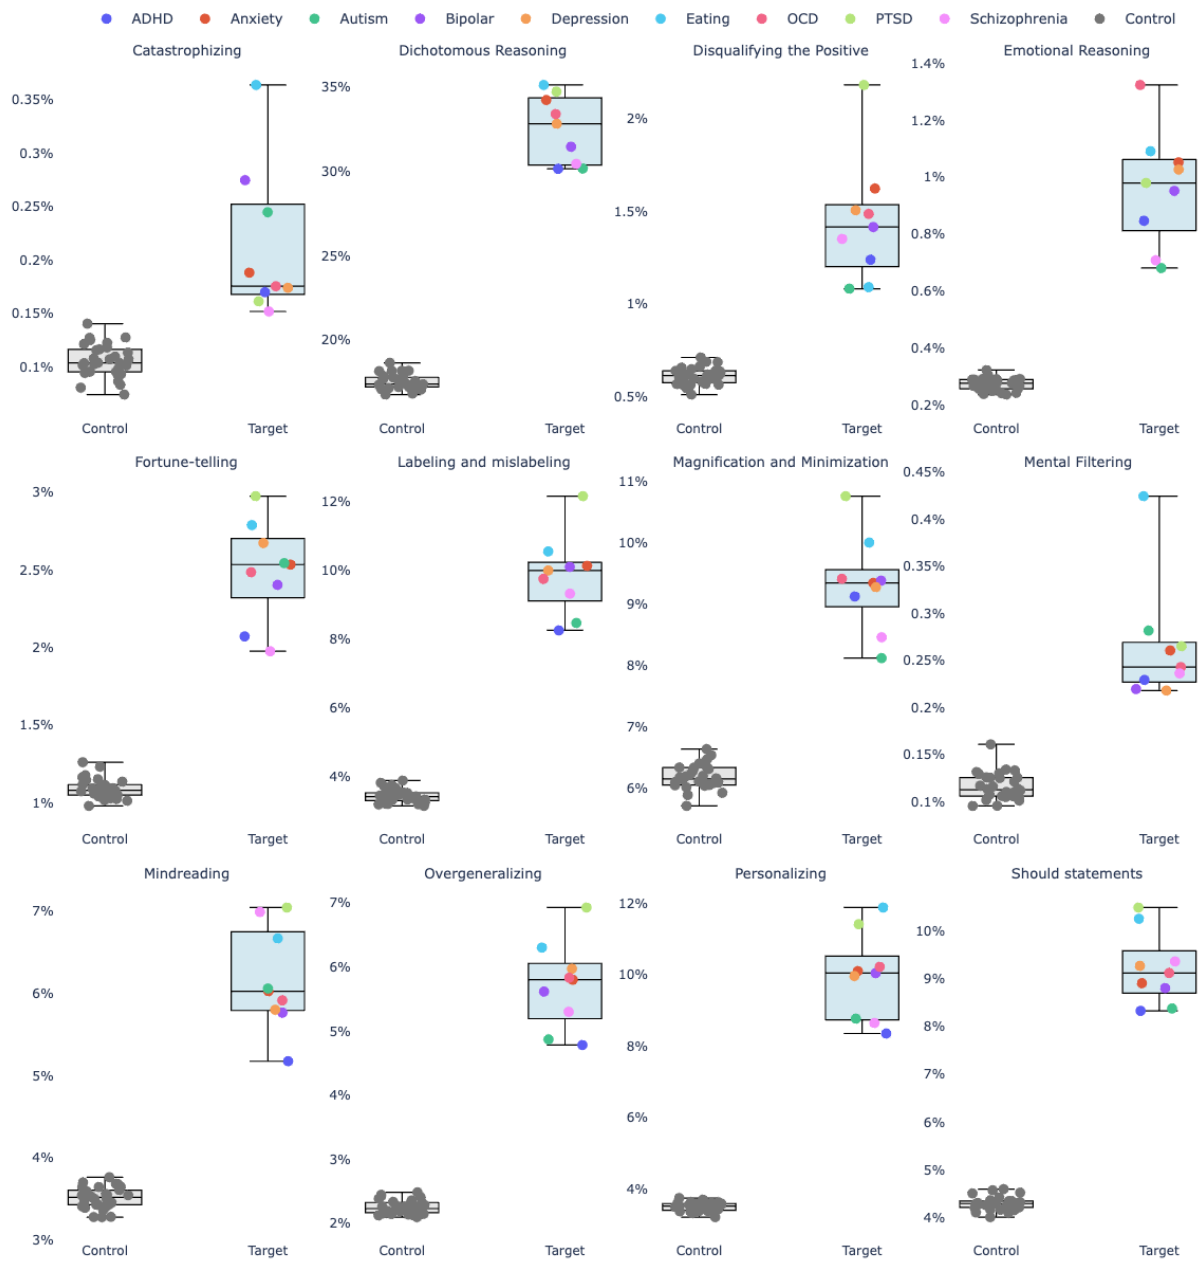 ADHD Anxiety Autism Bipolar Depression Eating OCD PTSD Schizophrenia Control
Catastrophizing
0.35%
0.3%
0.25%
0.2%
0.15%
0.1%
Control Target
Dichotomous Reasoning
35%
30%
25%
20%
Control Target
Disqualifying the Positive
2%
1.5%
1%
0.5%
Control Target
Emotional Reasoning
1.4%
1.2%
1%
0.8%
0.6%
0.4%
0.2%
Control Target
Fortune-telling
3%
2.5%
2%
1.5%
1%
Control Target
Labeling and mislabeling
12%
10%
8%
6%
4%
Control Target
Magnification and Minimization
11%
10%
9%
8%
7%
6%
Control Target
Mental Filtering
0.45%
0.4%
0.35%
0.3%
0.25%
0.2%
0.15%
0.1%
Control Target
Mindreading
7%
6%
5%
4%
3%
Control Target
Overgeneralizing
7%
6%
5%
4%
3%
2%
Control Target
Personalizing
12%
10%
8%
6%
4%
Control Target
Should statements
10%
9%
8%
7%
6%
5%
4%
Control Target